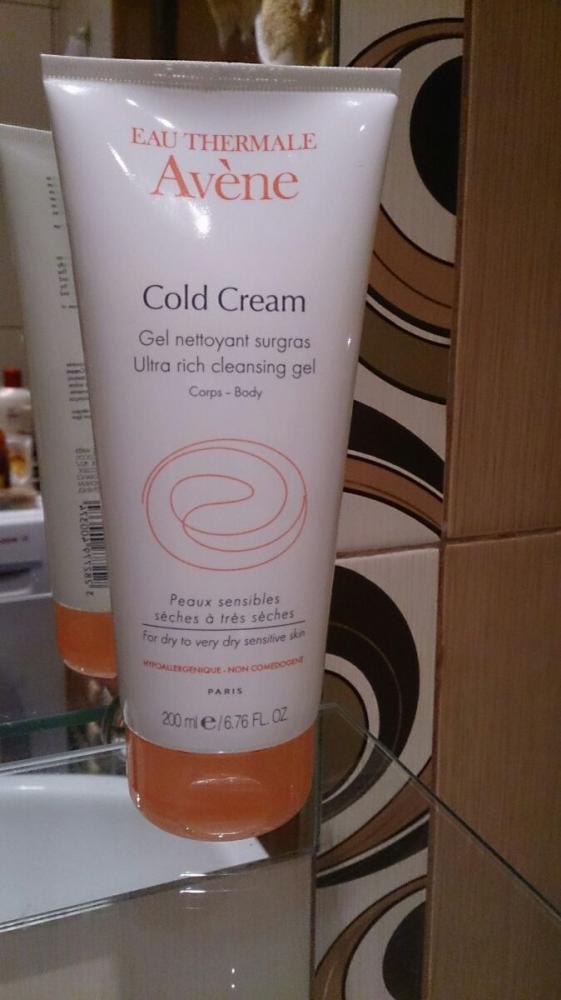 EAU THERMALE
Avène
Cold Cream
Gel nettoyant surgras
Ultra rich cleansing gel
Corps - Body
Peaux sensibles
sèches à très sèches
For dry to very dry sensitive skin
HYPOALLERGENIQUE - NON COMEDOGENE
PARIS
200 ml e/6.76 FL. OZ.